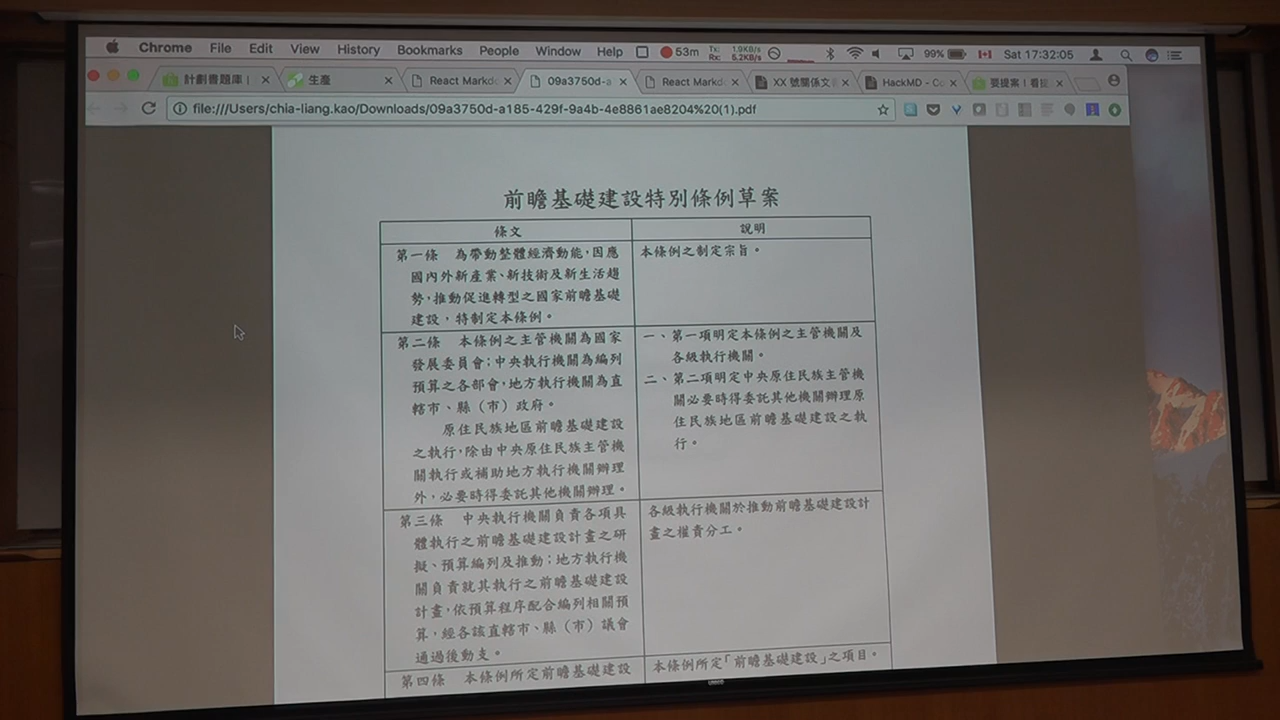 Chrome File Edit View History Bookmarks People Window Help 53m Tx: 1.9KB/s Rx: 6.2KB/s 99% Sat 17:32:05
計劃書題庫 | 生產 React Markd 09a3750d-a React Markd XX 號關係文 HackMD - Co 要提案！看提
file:///Users/chia-liang.kao/Downloads/09a3750d-a185-429f-9a4b-4e8861ae8204%20(1).pdf
前瞻基礎建設特別條例草案
條文
說明
第一條 為帶動整體經濟動能，因應
國內外新產業、新技術及新生活趨
勢，推動促進轉型之國家前瞻基礎
建設，特制定本條例。
本條例之制定宗旨。
第二條 本條例之主管機關為國家
發展委員會；中央執行機關為編列
預算之各部會，地方執行機關為直
轄市、縣（市）政府。
原住民族地區前瞻基礎建設
之執行，除由中央原住民族主管機
關執行或補助地方執行機關辦理
外，必要時得委託其他機關辦理。
一、第一項明定本條例之主管機關及
各級執行機關。
二、第二項明定中央原住民族主管機
關必要時得委託其他機關辦理原
住民族地區前瞻基礎建設之執
行。
第三條 中央執行機關負責各項具
體執行之前瞻基礎建設計畫之研
擬、預算編列及推動；地方執行機
關負責就其執行之前瞻基礎建設
計畫，依預算程序配合編列相關預
算，經各該直轄市、縣（市）議會
通過後動支。
各級執行機關於推動前瞻基礎建設計
畫之權責分工。
第四條 本條例所定前瞻基礎建設
本條例所定「前瞻基礎建設」之項目。